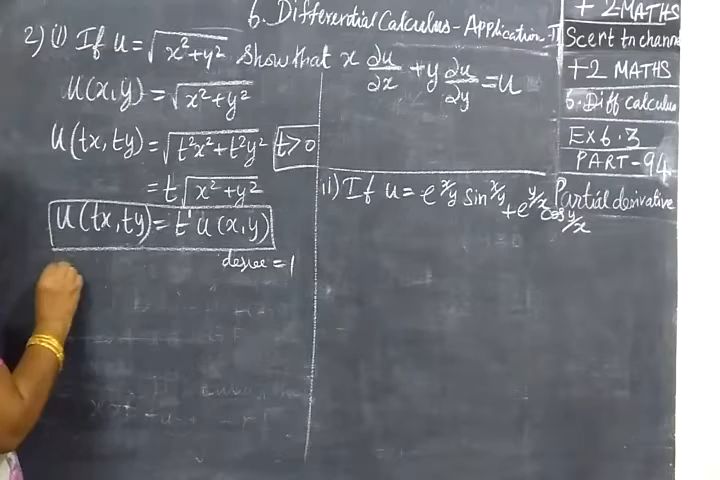 6. Differential Calculus - Application - II
2) (i) If u = √x²+y² show that x ∂u/∂x + y ∂u/∂y = u
u(x,y) = √x²+y²
u(tx, ty) = √t²x²+t²y² t>0
= t√x²+y²
u(tx, ty) = t¹ u(x,y)
degree = 1
ii) If u = e^x/y sin x/y
+ e^y/x cos y/x
+2 MATHS
Scert tn channe
+2 MATHS
6. Diff calculus
Ex 6.3
PART-94
Partial derivative